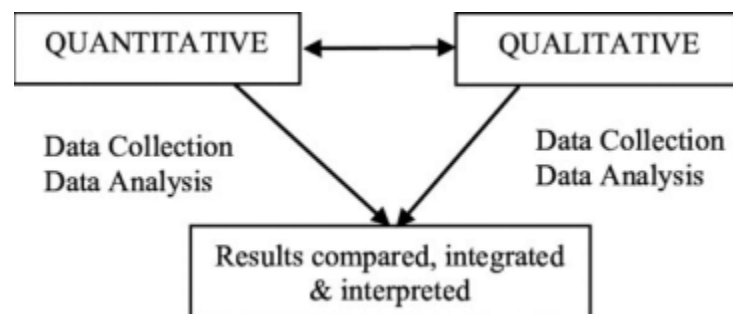 QUANTITATIVE
QUALITATIVE
Data Collection
Data Analysis
Data Collection
Data Analysis
Results compared, integrated
& interpreted